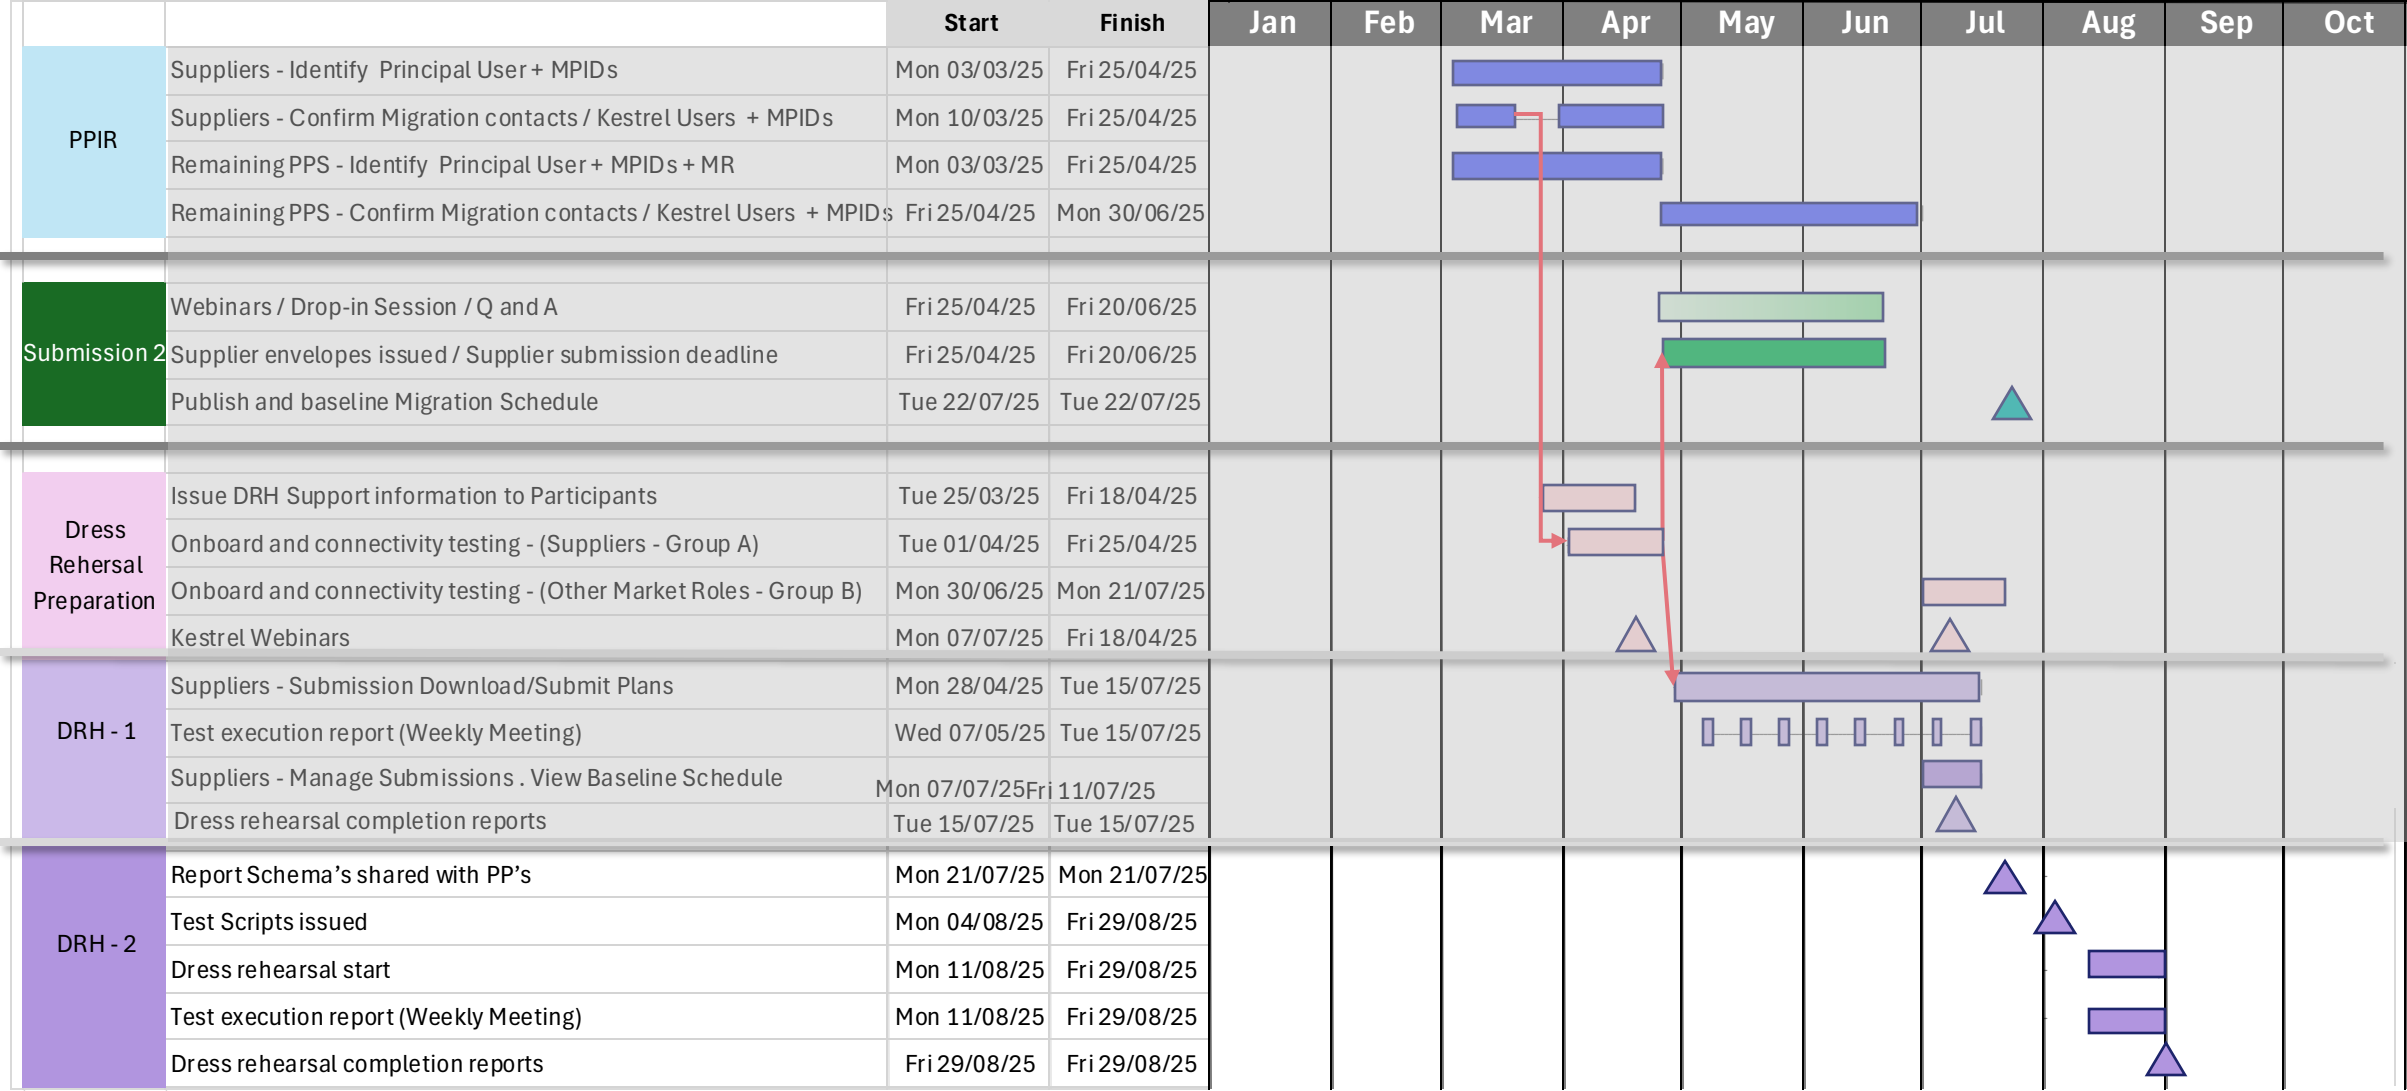 Start Finish Jan Feb Mar Apr May Jun Jul Aug Sep Oct
PPIR
Suppliers - Identify Principal User + MPIDs Mon 03/03/25 Fri 25/04/25
Suppliers - Confirm Migration contacts / Kestrel Users + MPIDs Mon 10/03/25 Fri 25/04/25
Remaining PPS - Identify Principal User + MPIDs + MR Mon 03/03/25 Fri 25/04/25
Remaining PPS - Confirm Migration contacts / Kestrel Users + MPIDs Fri 25/04/25 Mon 30/06/25
Submission 2
Webinars / Drop-in Session / Q and A Fri 25/04/25 Fri 20/06/25
Supplier envelopes issued / Supplier submission deadline Fri 25/04/25 Fri 20/06/25
Publish and baseline Migration Schedule Tue 22/07/25 Tue 22/07/25
Dress
Rehersal
Preparation
Issue DRH Support information to Participants Tue 25/03/25 Fri 18/04/25
Onboard and connectivity testing - (Suppliers - Group A) Tue 01/04/25 Fri 25/04/25
Onboard and connectivity testing - (Other Market Roles - Group B) Mon 30/06/25 Mon 21/07/25
Kestrel Webinars Mon 07/07/25 Fri 18/04/25
DRH - 1
Suppliers - Submission Download/Submit Plans Mon 28/04/25 Tue 15/07/25
Test execution report (Weekly Meeting) Wed 07/05/25 Tue 15/07/25
Suppliers - Manage Submissions . View Baseline Schedule Mon 07/07/25 Fri 11/07/25
Dress rehearsal completion reports Tue 15/07/25 Tue 15/07/25
DRH - 2
Report Schema’s shared with PP’s Mon 21/07/25 Mon 21/07/25
Test Scripts issued Mon 04/08/25 Fri 29/08/25
Dress rehearsal start Mon 11/08/25 Fri 29/08/25
Test execution report (Weekly Meeting) Mon 11/08/25 Fri 29/08/25
Dress rehearsal completion reports Fri 29/08/25 Fri 29/08/25